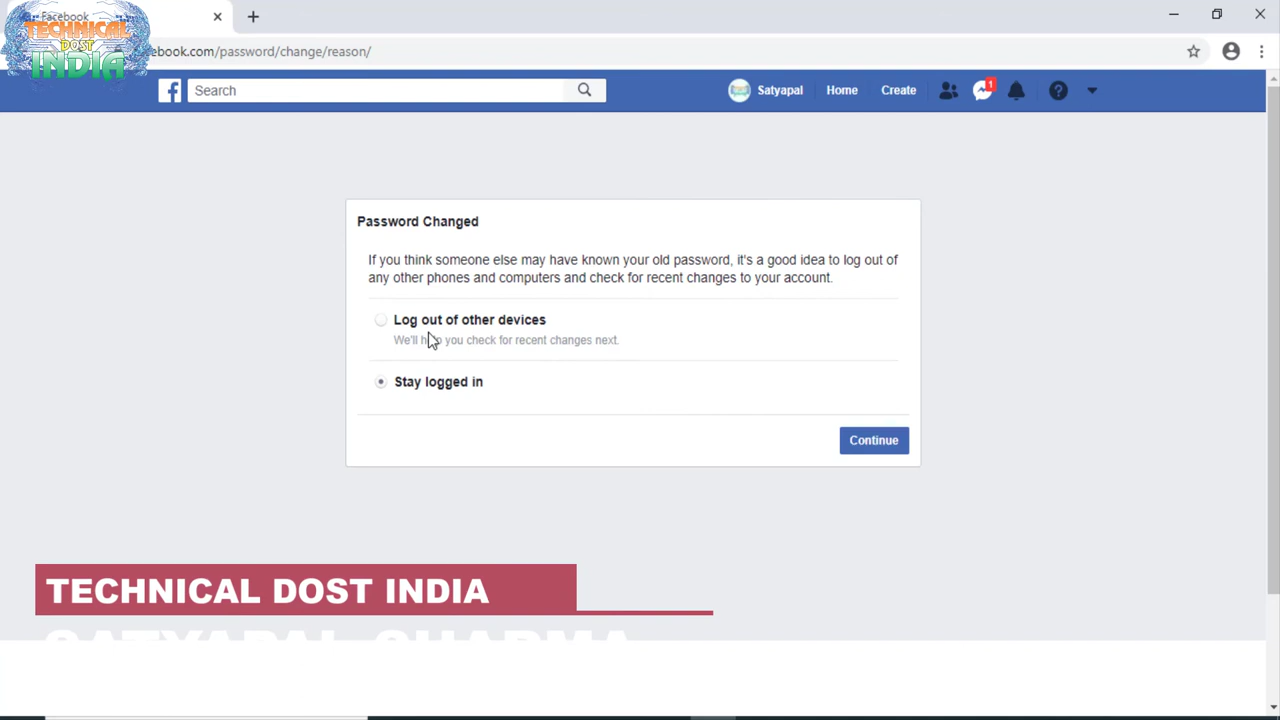 Facebook
TECHNICAL
DOST
INDIA
ebook.com/password/change/reason/
Search
Satyapal
Home
Create
1
Password Changed
If you think someone else may have known your old password, it's a good idea to log out of
any other phones and computers and check for recent changes to your account.
Log out of other devices
We'll help you check for recent changes next.
Stay logged in
Continue
TECHNICAL DOST INDIA
SATYAPAL SHARMA